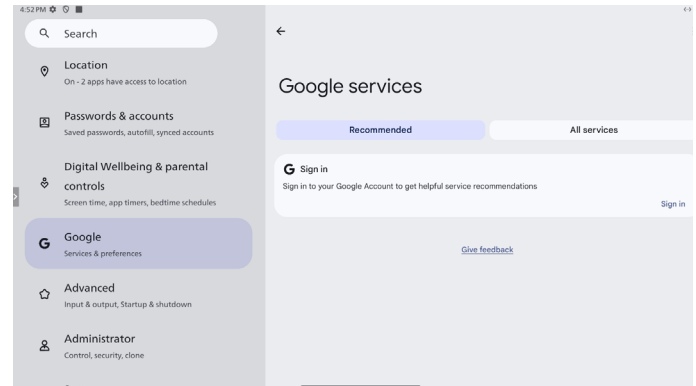 4:52 PM
Search
Location
On - 2 apps have access to location
Passwords & accounts
Saved passwords, autofill, synced accounts
Digital Wellbeing & parental
controls
Screen time, app timers, bedtime schedules
Google
Services & preferences
Advanced
Input & output, Startup & shutdown
Administrator
Control, security, clone
Google services
Recommended
All services
G Sign in
Sign in to your Google Account to get helpful service recommendations
Sign in
Give feedback